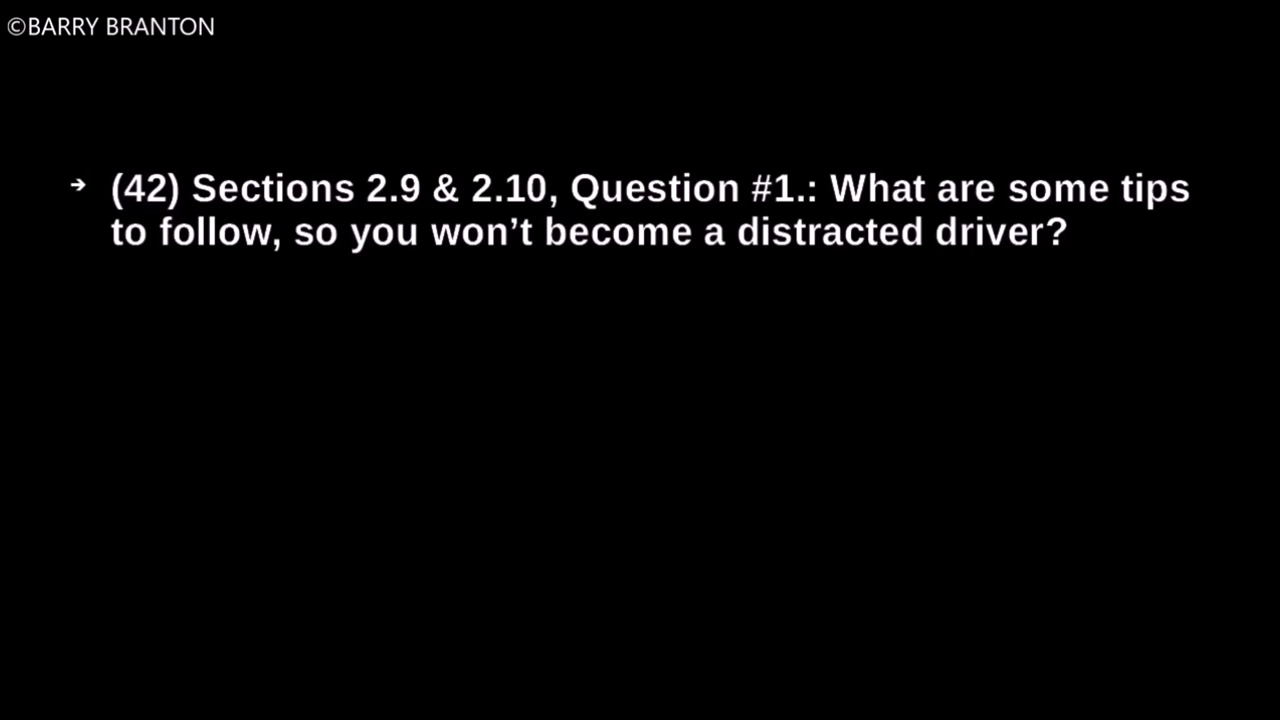 ©BARRY BRANTON
➔ (42) Sections 2.9 & 2.10, Question #1.: What are some tips
to follow, so you won’t become a distracted driver?